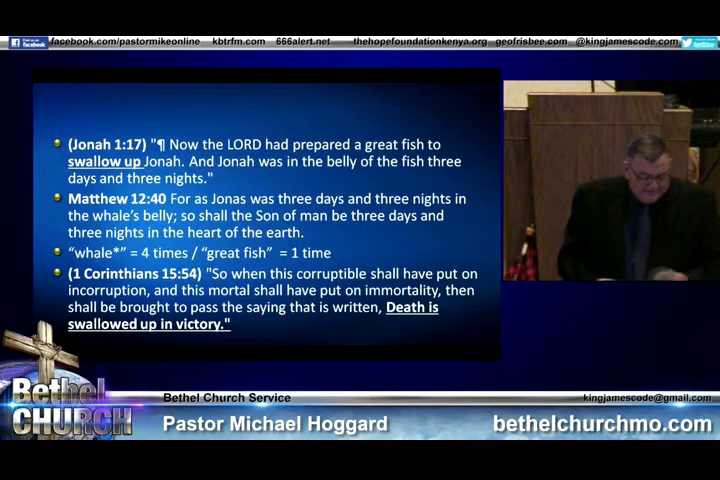 Find us on facebook
facebook.com/pastormikeonline kbtrfm.com 666alert.net thehopefoundationkenya.org geofrisbee.com @kingjamescode.com
(Jonah 1:17) "¶ Now the LORD had prepared a great fish to
swallow up Jonah. And Jonah was in the belly of the fish three
days and three nights."
Matthew 12:40 For as Jonas was three days and three nights in
the whale's belly; so shall the Son of man be three days and
three nights in the heart of the earth.
"whale*" = 4 times / "great fish" = 1 time
(1 Corinthians 15:54) "So when this corruptible shall have put on
incorruption, and this mortal shall have put on immortality, then
shall be brought to pass the saying that is written, Death is
swallowed up in victory."
Bethel
CHURCH
Bethel Church Service kingjamescode@gmail.com
Pastor Michael Hoggard bethelchurchmo.com